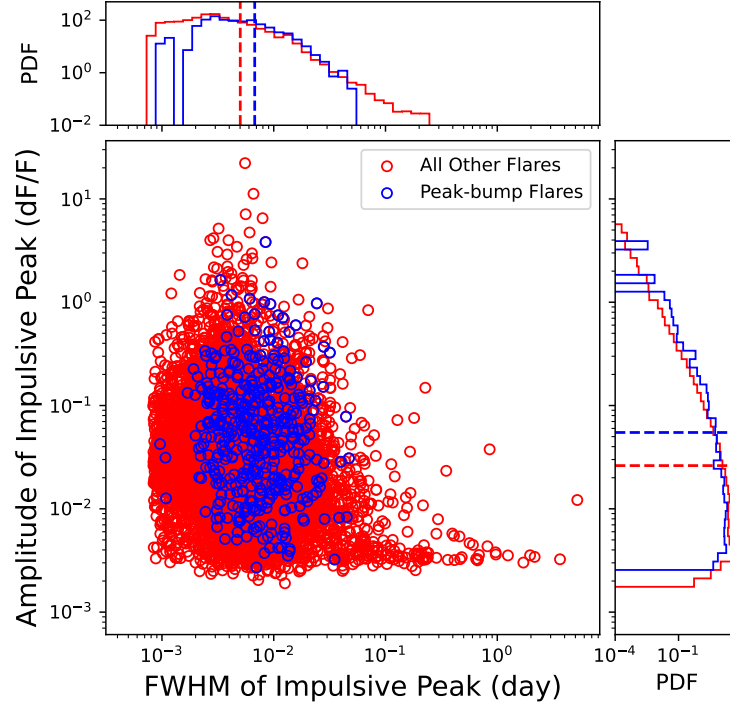 10²
10⁰
10⁻²
PDF
All Other Flares
Peak-bump Flares
10¹
10⁰
10⁻¹
10⁻²
10⁻³
Amplitude of Impulsive Peak (dF/F)
10⁻³
10⁻²
10⁻¹
10⁰
FWHM of Impulsive Peak (day)
10⁻⁴
10⁻¹
PDF